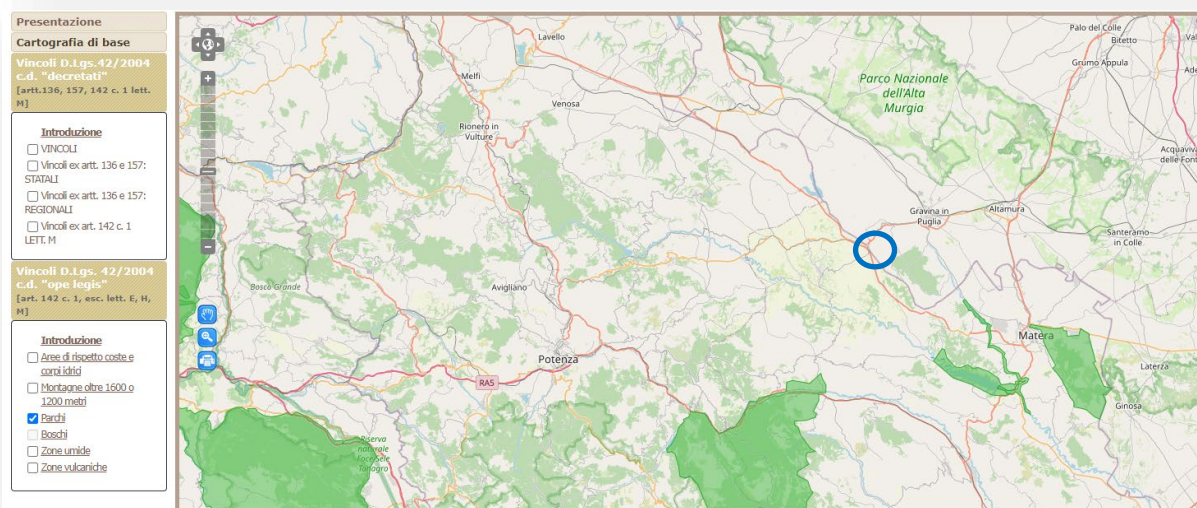 Presentazione
Cartografia di base
Vincoli D.Lgs.42/2004
c.d. "decretati"
[artt.136, 157, 142 c. 1 lett.
M]
Introduzione
VINCOLI
Vincoli ex artt. 136 e 157:
STATALI
Vincoli ex artt. 136 e 157:
REGIONALI
Vincoli ex art. 142 c. 1
LETT. M
Vincoli D.Lgs. 42/2004
c.d. "ope legis"
[art. 142 c. 1, esc. lett. E, H,
M]
Introduzione
Aree di rispetto coste e
corpi idrici
Montagne oltre 1600 o
1200 metri
Parchi
Boschi
Zone umide
Zone vulcaniche
Lavello
Palo del Colle
Bitetto
Grumo Appula
Melfi
Parco Nazionale
dell'Alta
Murgia
Venosa
Rionero in
Vulture
Acquaviva
delle Font
Gravina in
Puglia
Altamura
Santeramo
in Colle
Bosco Grande
Avigliano
Matera
Potenza
Laterza
RA5
Ginosa
Riserva
naturale
Foce Sele
Tanagro